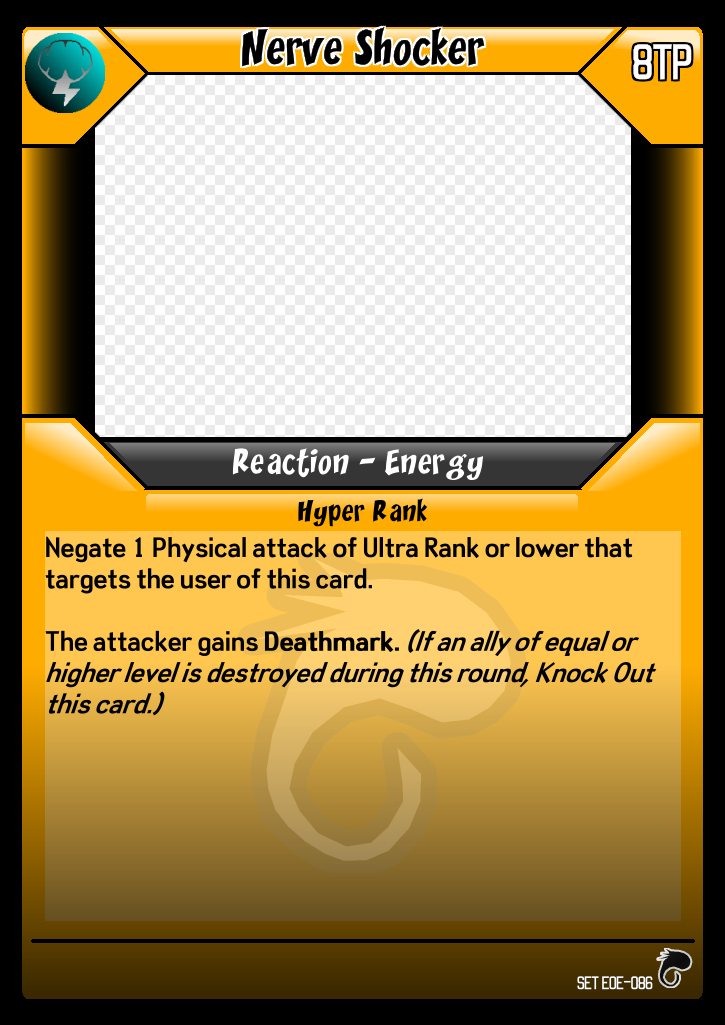 Nerve Shocker
8TP
Reaction - Energy
Hyper Rank
Negate 1 Physical attack of Ultra Rank or lower that
targets the user of this card.
The attacker gains Deathmark. (If an ally of equal or
higher level is destroyed during this round, Knock Out
this card.)
SET EOE-086